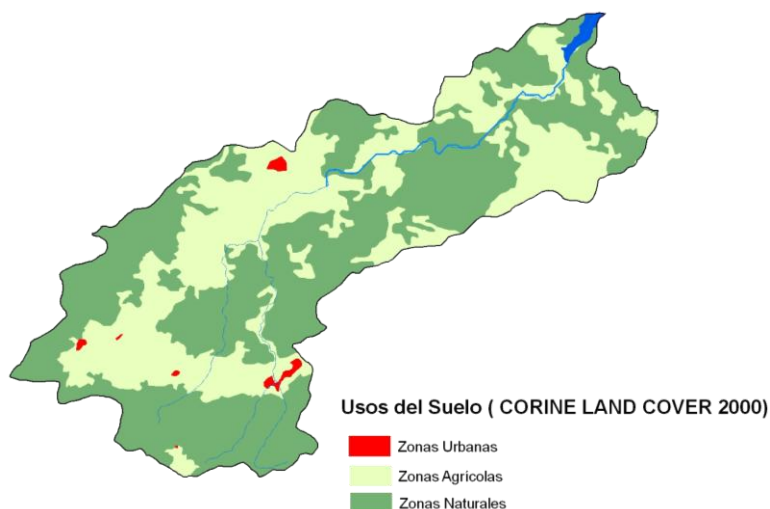 Usos del Suelo ( CORINE LAND COVER 2000)
Zonas Urbanas
Zonas Agrícolas
Zonas Naturales